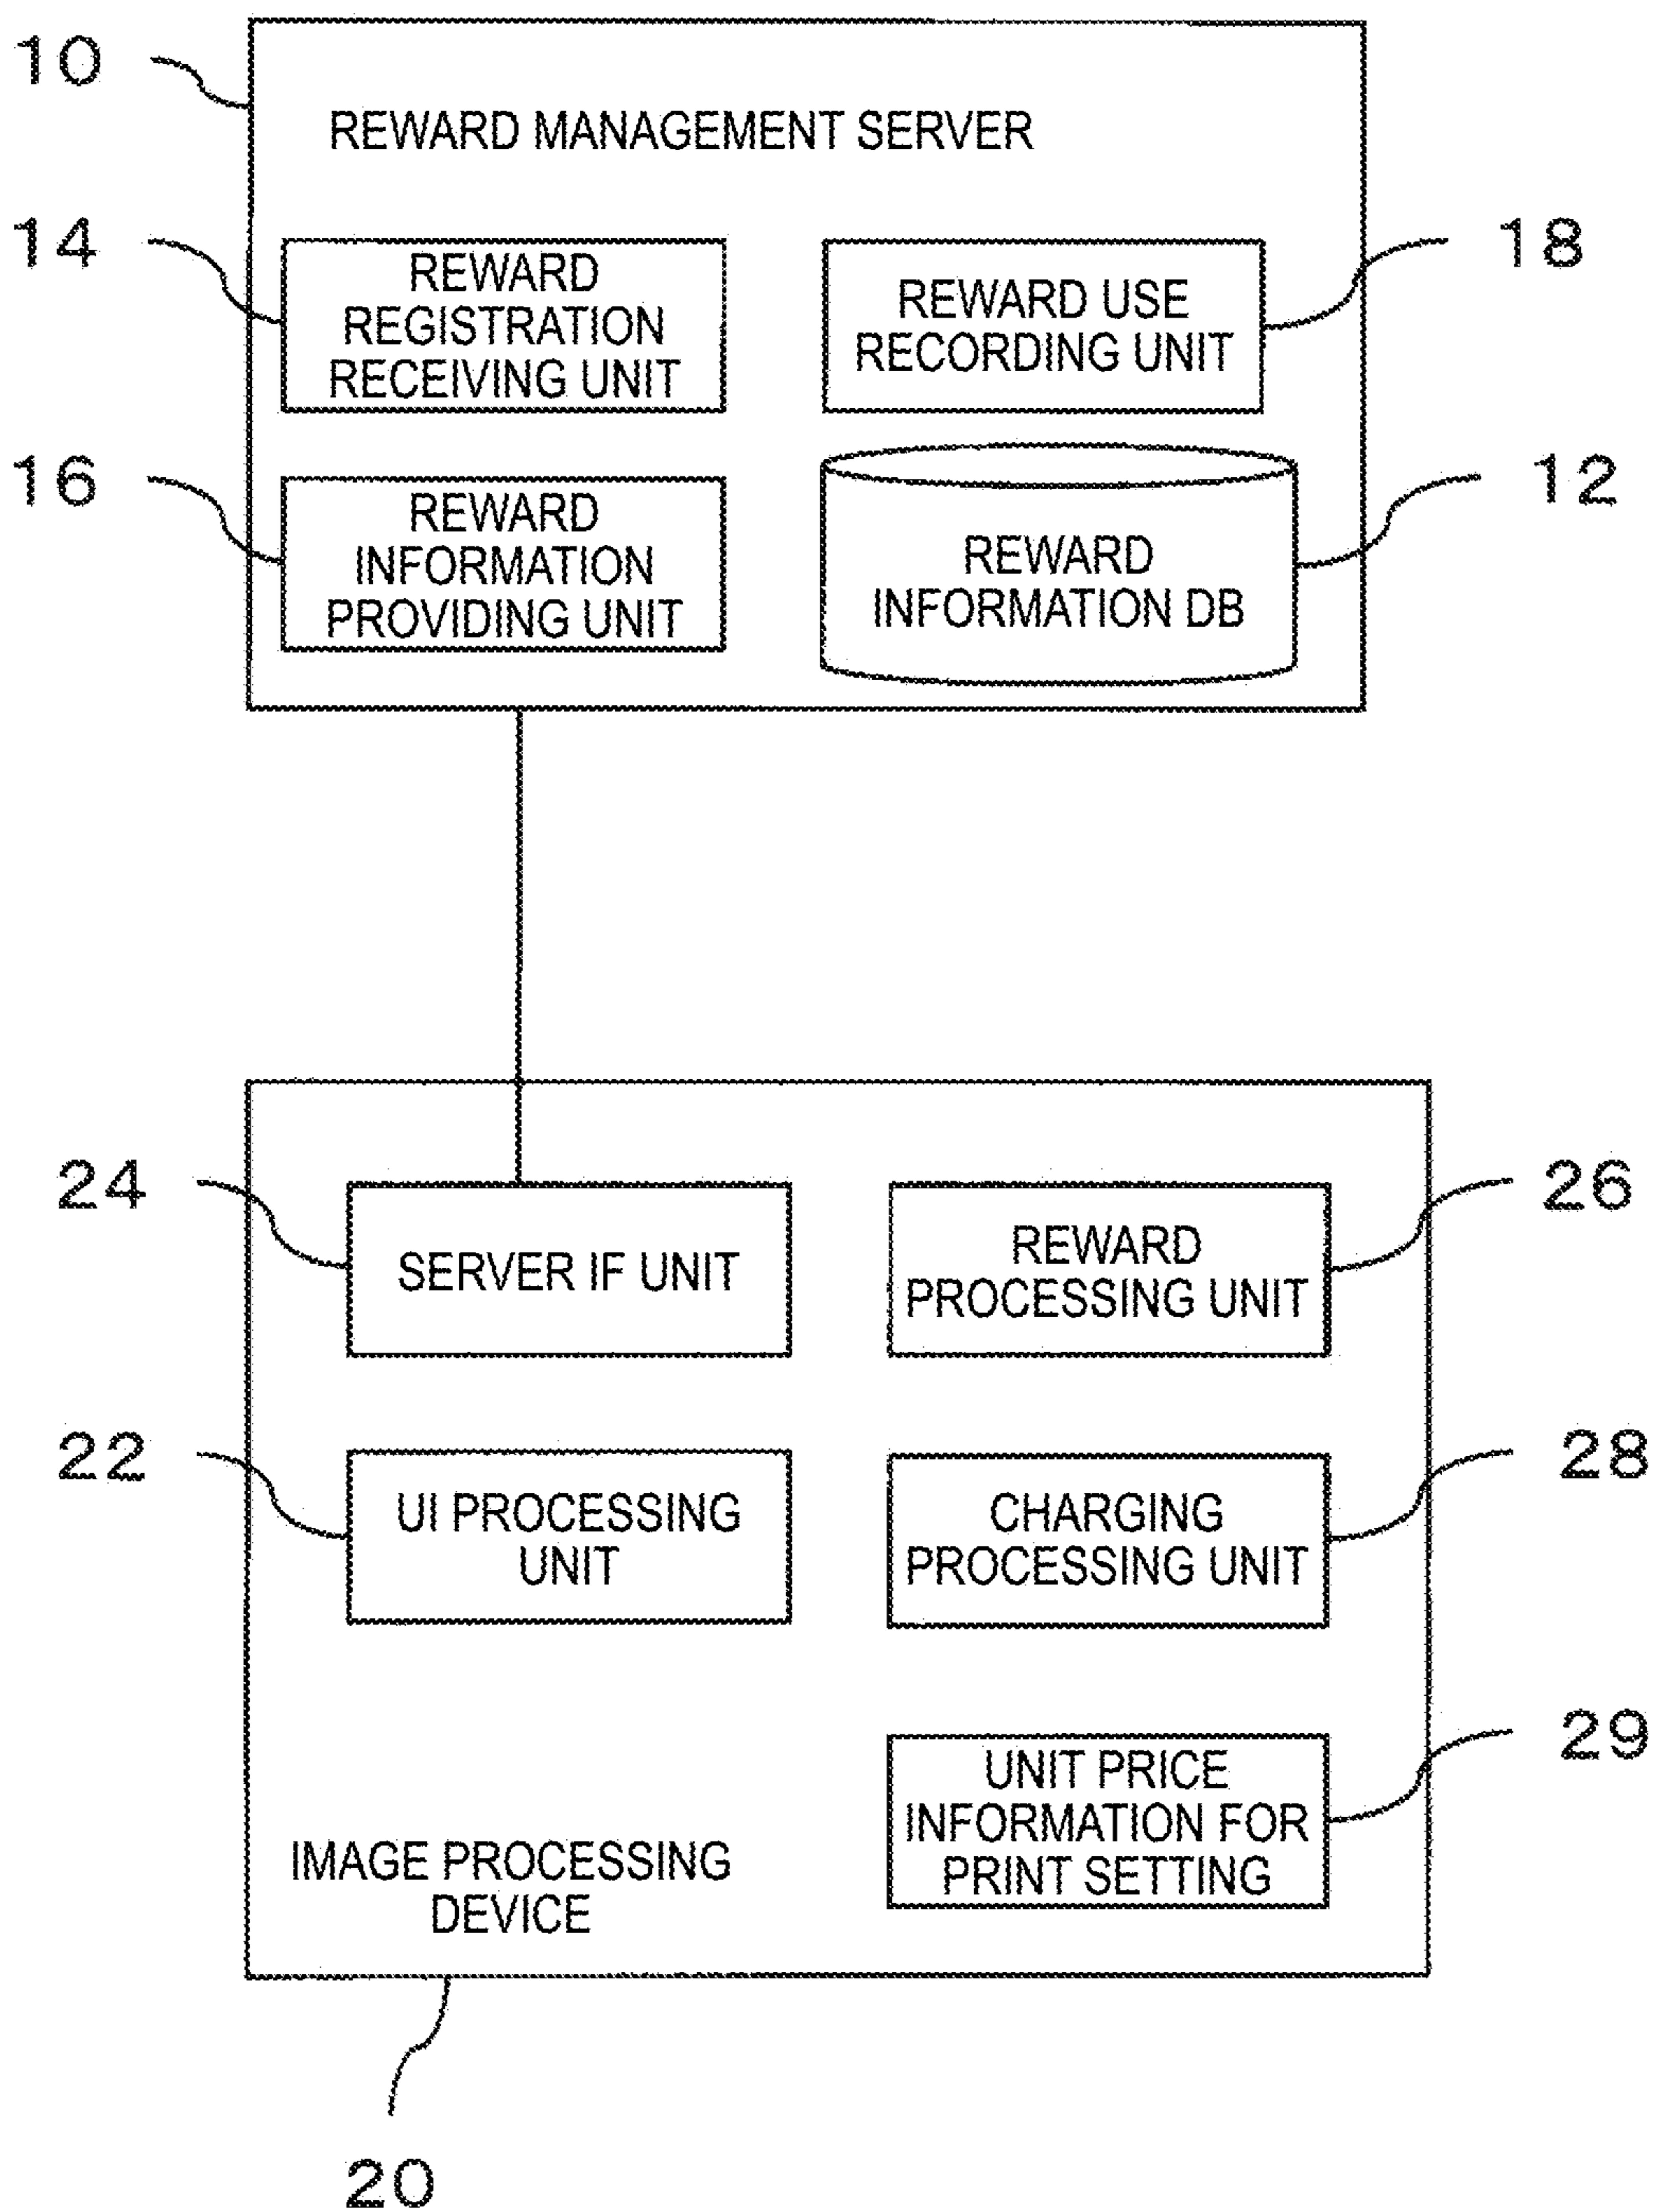 10
REWARD MANAGEMENT SERVER
14
REWARD
REGISTRATION
RECEIVING UNIT
REWARD USE
RECORDING UNIT
18
16
REWARD
INFORMATION
PROVIDING UNIT
REWARD
INFORMATION DB
12
24
SERVER IF UNIT
REWARD
PROCESSING UNIT
26
22
UI PROCESSING
UNIT
CHARGING
PROCESSING UNIT
28
UNIT PRICE
INFORMATION FOR
PRINT SETTING
29
IMAGE PROCESSING
DEVICE
20